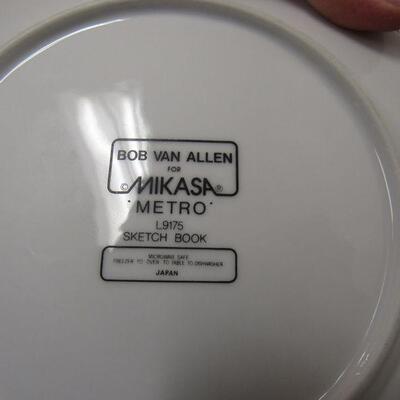 BOB VAN ALLEN
FOR
©MIKASA®
METRO
L9175
SKETCH BOOK
MICROWAVE SAFE
FREEZER TO OVEN TO TABLE TO DISHWASHER
JAPAN